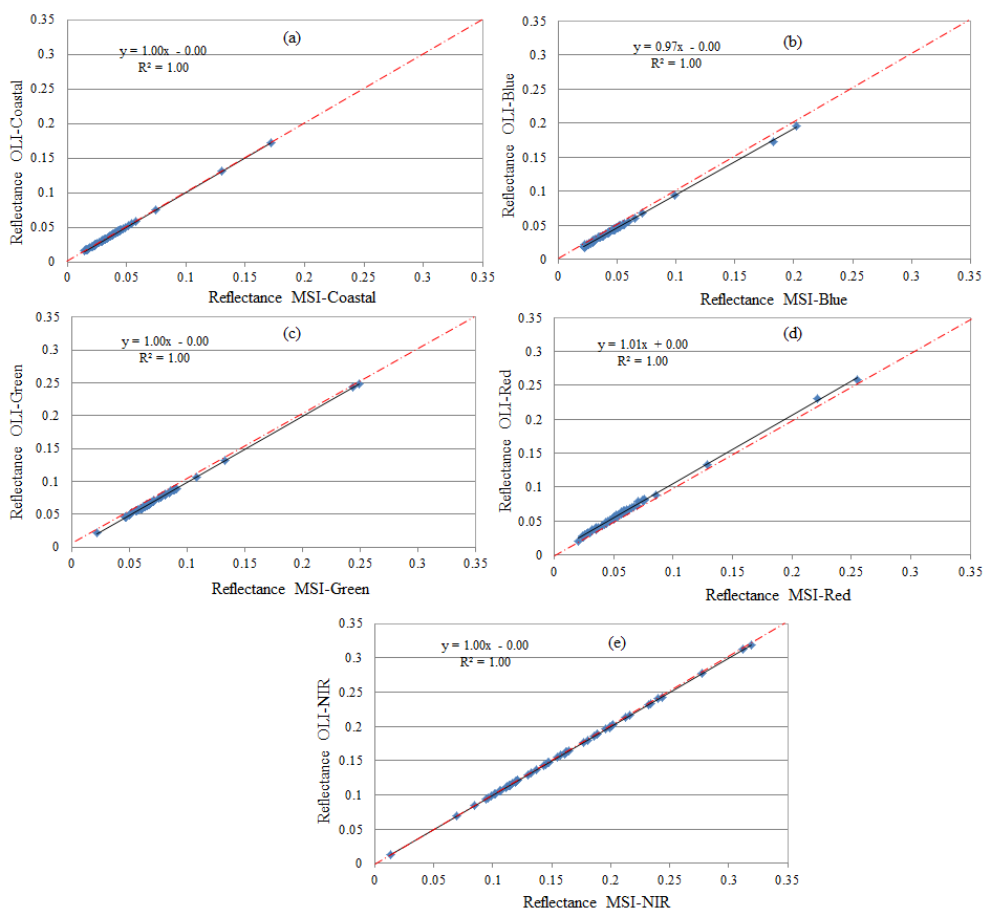 (a)
y = 1.00x - 0.00
R² = 1.00
Reflectance OLI-Coastal
0.35
0.3
0.25
0.2
0.15
0.1
0.05
0
0 0.05 0.1 0.15 0.2 0.25 0.3 0.35
Reflectance MSI-Coastal
(b)
y = 0.97x - 0.00
R² = 1.00
Reflectance OLI-Blue
0.35
0.3
0.25
0.2
0.15
0.1
0.05
0
0 0.05 0.1 0.15 0.2 0.25 0.3 0.35
Reflectance MSI-Blue
(c)
y = 1.00x - 0.00
R² = 1.00
Reflectance OLI-Green
0.35
0.3
0.25
0.2
0.15
0.1
0.05
0
0 0.05 0.1 0.15 0.2 0.25 0.3 0.35
Reflectance MSI-Green
(d)
y = 1.01x + 0.00
R² = 1.00
Reflectance OLI-Red
0.35
0.3
0.25
0.2
0.15
0.1
0.05
0
0 0.05 0.1 0.15 0.2 0.25 0.3 0.35
Reflectance MSI-Red
(e)
y = 1.00x - 0.00
R² = 1.00
Reflectance OLI-NIR
0.35
0.3
0.25
0.2
0.15
0.1
0.05
0
0 0.05 0.1 0.15 0.2 0.25 0.3 0.35
Reflectance MSI-NIR